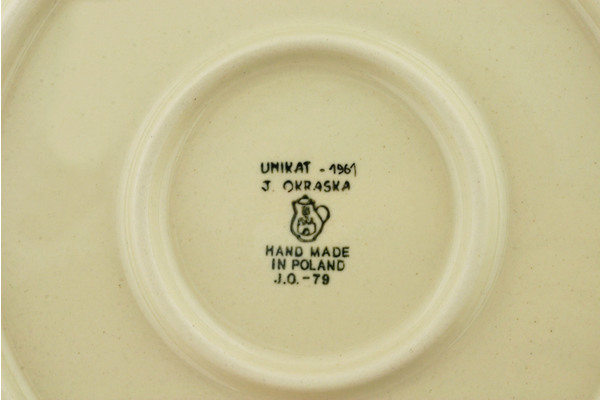 UNIKAT - 1961
J. OKRASKA
HAND MADE
IN POLAND
J.O.-79